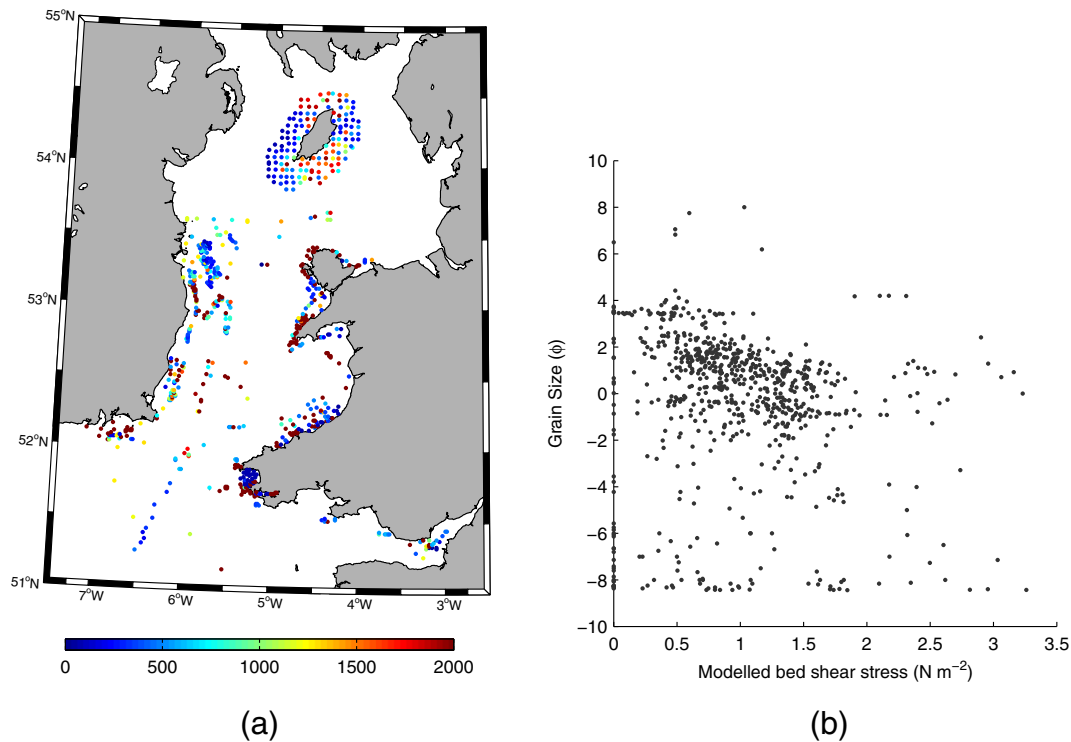 55°N
54°N
53°N
52°N
51°N
7°W 6°W 5°W 4°W 3°W
0 500 1000 1500 2000
(a)
10
8
6
4
2
0
−2
−4
−6
−8
−10
Grain Size (ϕ)
0 0.5 1 1.5 2 2.5 3 3.5
Modelled bed shear stress (N m⁻²)
(b)